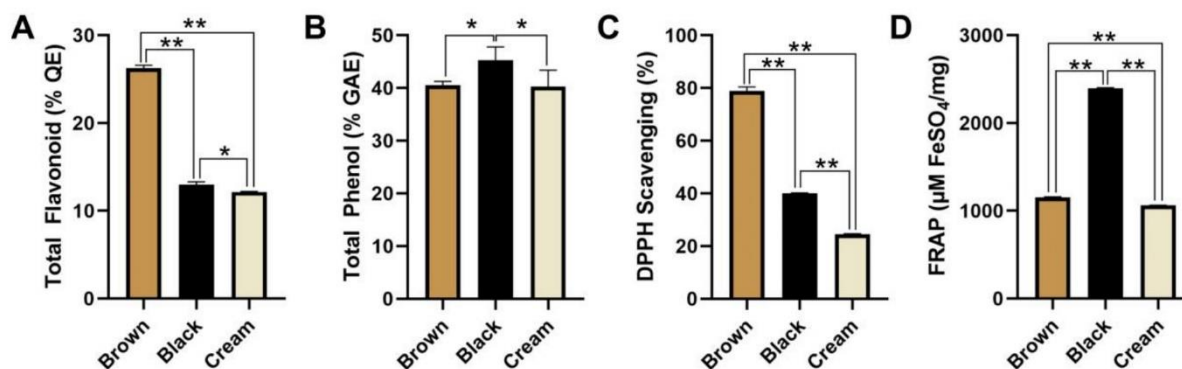 A
Total Flavonoid (% QE)
30
20
10
0
**
**
*
Brown
Black
Cream
B
Total Phenol (% GAE)
60
50
40
30
20
10
0
*
*
Brown
Black
Cream
C
DPPH Scavenging (%)
100
80
60
40
20
0
**
**
**
Brown
Black
Cream
D
FRAP (µM FeSO₄/mg)
3000
2000
1000
0
**
**
**
Brown
Black
Cream